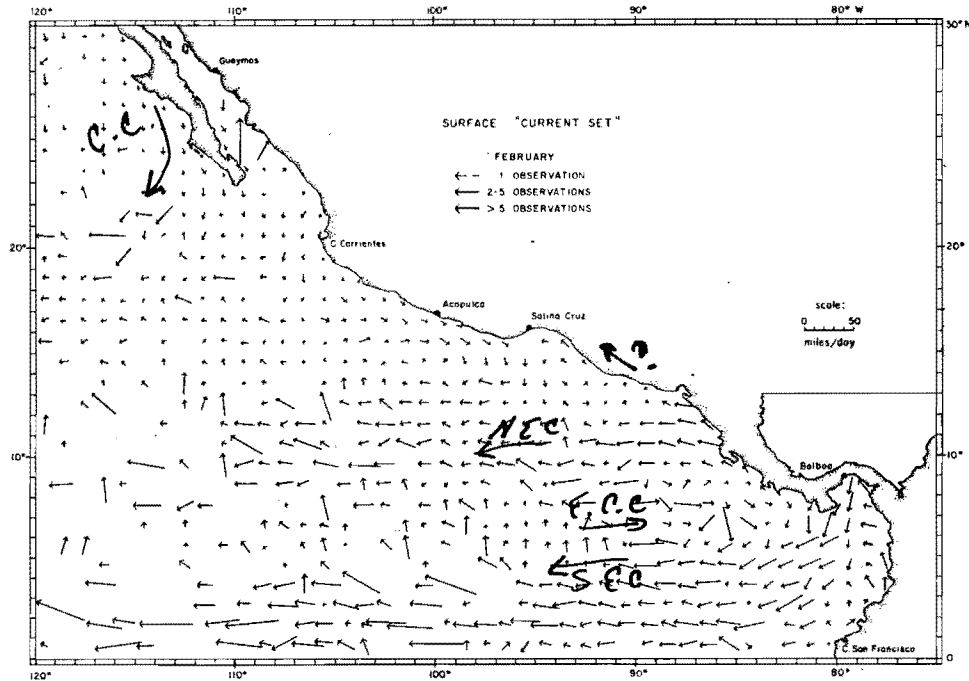 120° 110° 100° 90° 80° W
30° N
Guaymas
C.C
SURFACE "CURRENT SET"
FEBRUARY
1 OBSERVATION
2-5 OBSERVATIONS
>5 OBSERVATIONS
C. Corrientes
20° 20°
Acapulco
Salina Cruz
scale:
0 50
miles/day
?
NEC
10° 10°
Balboa
E.C.C
SEC
C. San Francisco
0
120° 110° 100° 90° 80°